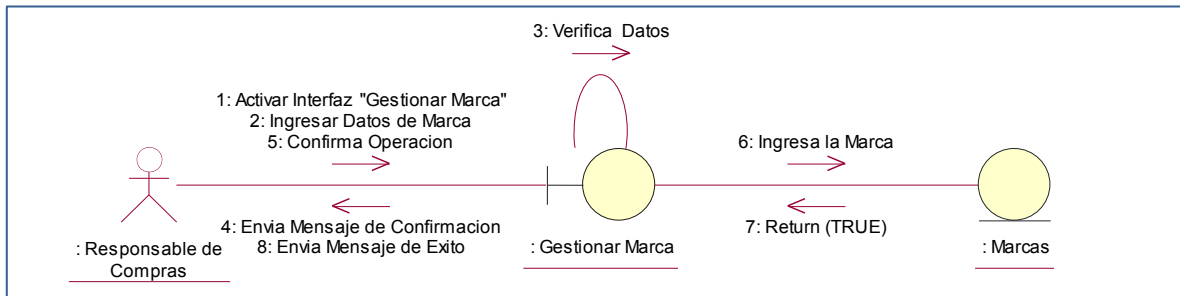 3: Verifica Datos
1: Activar Interfaz "Gestionar Marca"
2: Ingresar Datos de Marca
5: Confirma Operacion
6: Ingresa la Marca
4: Envia Mensaje de Confirmacion
8: Envia Mensaje de Exito
7: Return (TRUE)
: Responsable de
Compras
: Gestionar Marca
: Marcas